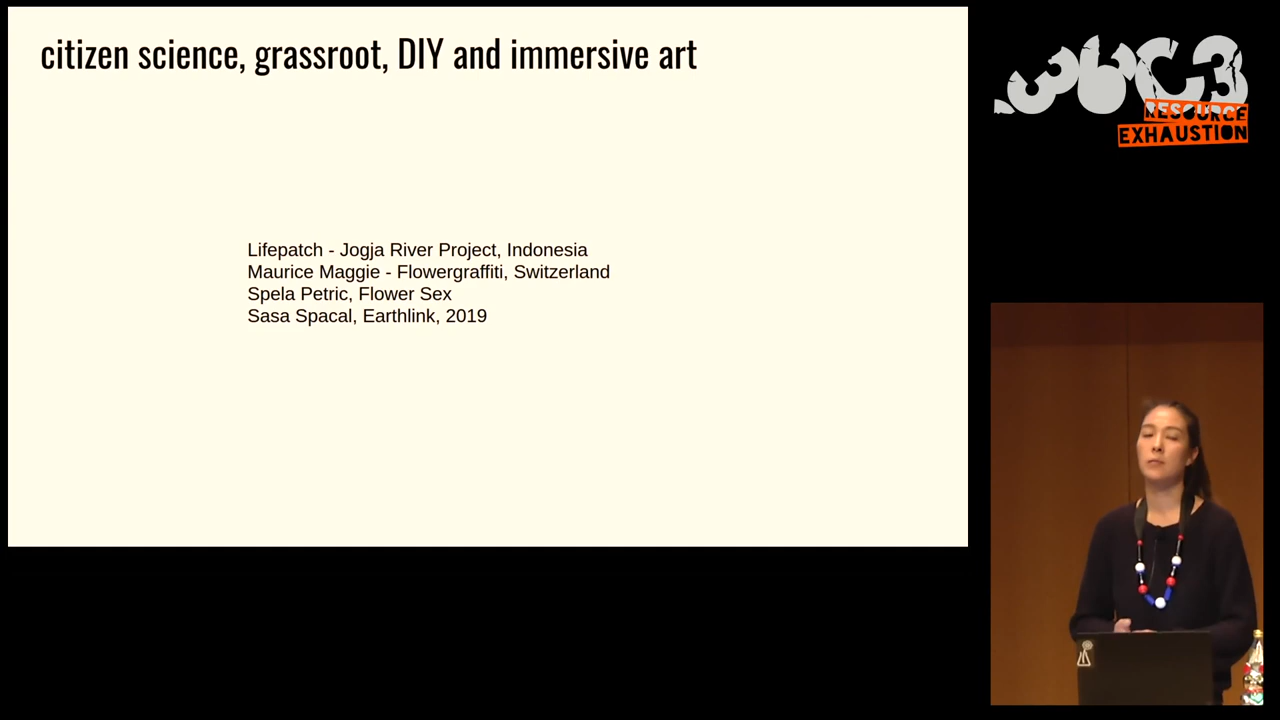 citizen science, grassroot, DIY and immersive art
Lifepatch - Jogja River Project, Indonesia
Maurice Maggie - Flowergraffiti, Switzerland
Spela Petric, Flower Sex
Sasa Spacal, Earthlink, 2019
36C3
RESOURCE
EXHAUSTION